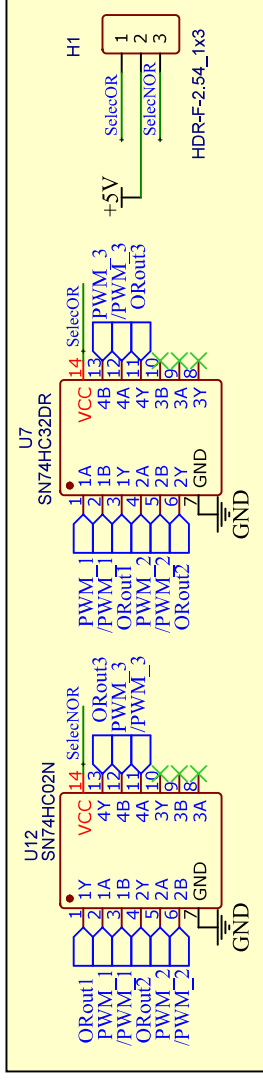 U12
SN74HC02N
ORout1 1 1Y VCC 14 SelecNOR
PWM_1 2 1A 4Y 13 ORout3
/PWM_1 3 1B 4B 12 PWM_3
ORout2 4 2Y 4A 11 /PWM_3
PWM_2 5 2A 3Y 10
/PWM_2 6 2B 3B 9
7 GND 3A 8
GND
U7
SN74HC32DR
PWM_1 1 1A VCC 14 SelecOR
/PWM_1 2 1B 4B 13 PWM_3
ORout1 3 1Y 4A 12 /PWM_3
PWM_2 4 2A 4Y 11 ORout3
/PWM_2 5 2B 3B 10
ORout2 6 2Y 3A 9
7 GND 3Y 8
GND
H1
SelecOR 1
+5V 2
SelecNOR 3
HDR-F-2.54_1x3